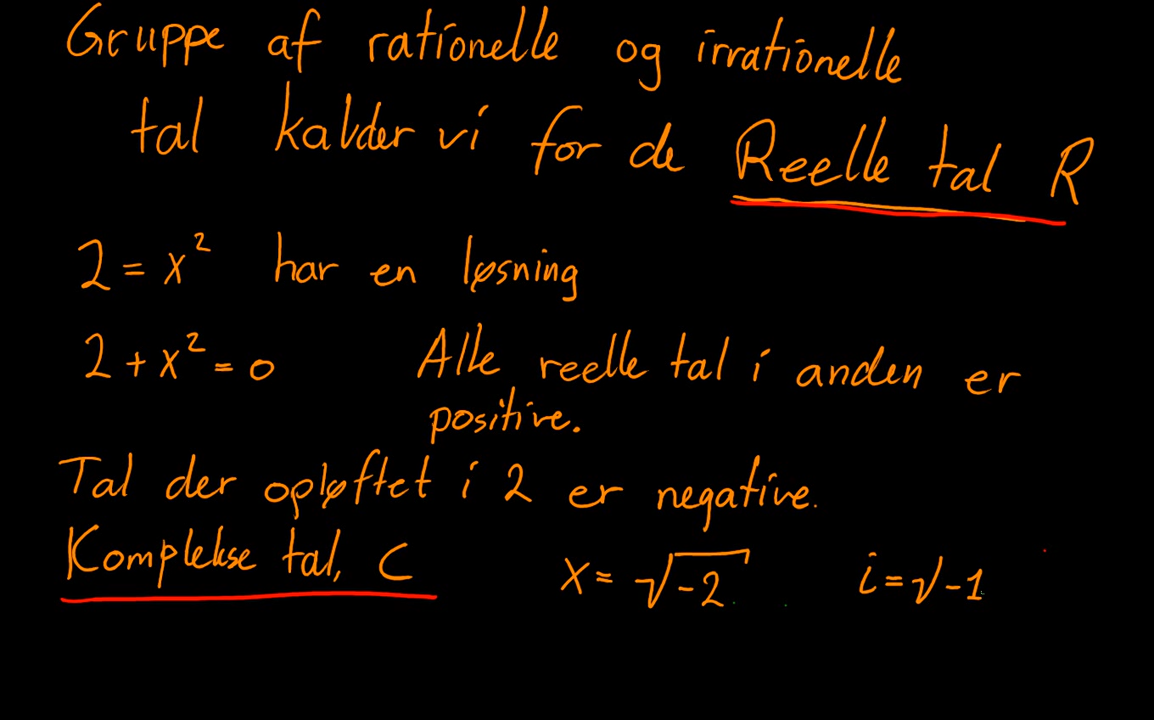 Gruppe af rationelle og irrationelle
tal kalder vi for de Reelle tal R
2 = x² har en løsning
2 + x² = 0 Alle reelle tal i anden er
positive.
Tal der opløftet i 2 er negative.
Komplekse tal, C x = √-2 i = √-1